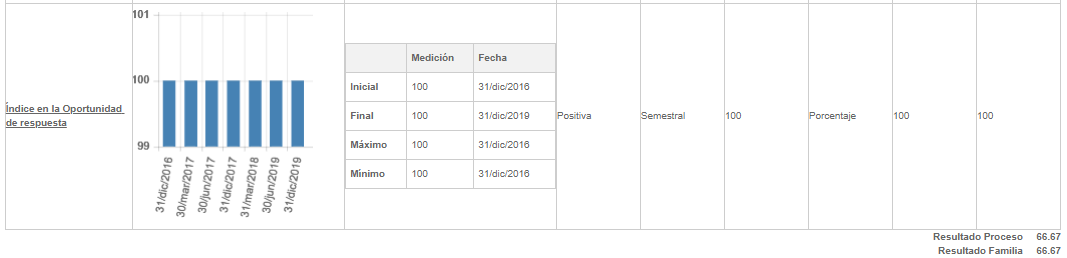 101
100
99
31/dic/2016
30/mar/2017
30/jun/2017
31/dic/2017
31/mar/2018
30/jun/2019
31/dic/2019
Índice en la Oportunidad
de respuesta
Medición Fecha
Inicial 100 31/dic/2016
Final 100 31/dic/2019
Máximo 100 31/dic/2016
Mínimo 100 31/dic/2016
Positiva Semestral 100 Porcentaje 100 100
Resultado Proceso 66.67
Resultado Familia 66.67